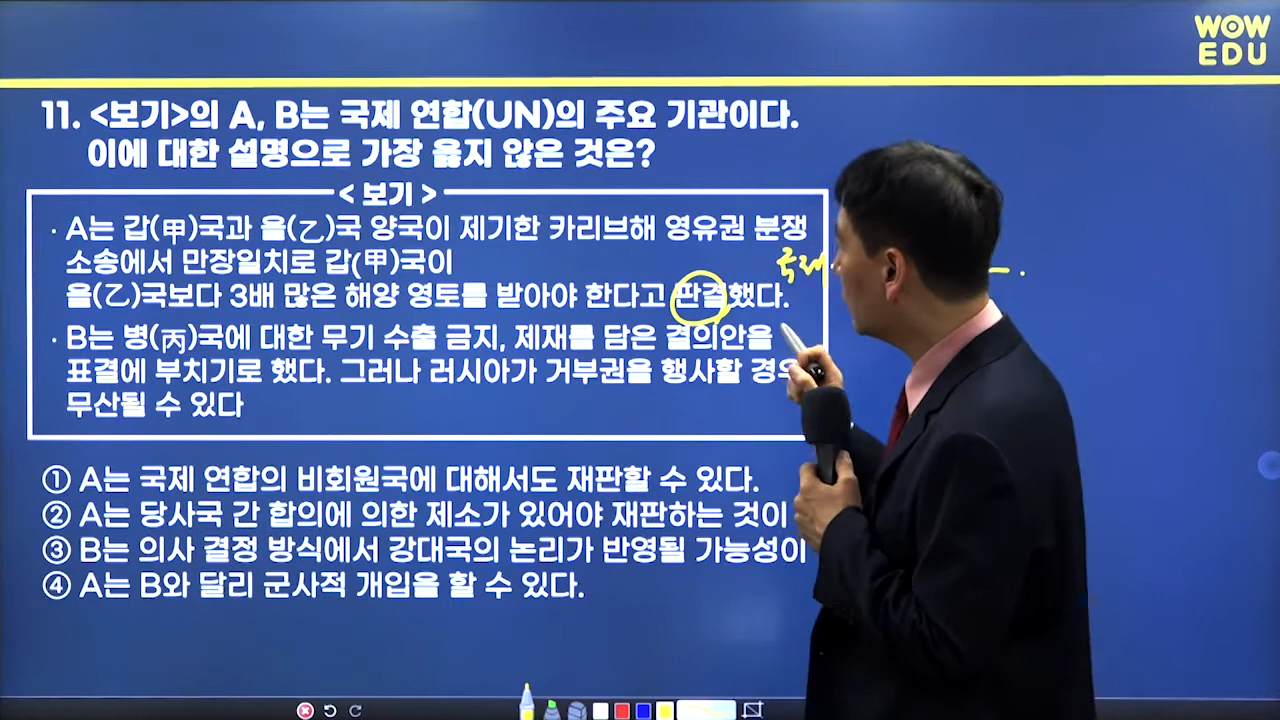 WOW
EDU
11. <보기>의 A, B는 국제 연합(UN)의 주요 기관이다.
이에 대한 설명으로 가장 옳지 않은 것은?
< 보기 >
· A는 갑(甲)국과 을(乙)국 양국이 제기한 카리브해 영유권 분쟁
소송에서 만장일치로 갑(甲)국이
을(乙)국보다 3배 많은 해양 영토를 받아야 한다고 판결했다.
· B는 병(丙)국에 대한 무기 수출 금지, 제재를 담은 결의안을
표결에 부치기로 했다. 그러나 러시아가 거부권을 행사할
무산될 수 있다
① A는 국제 연합의 비회원국에 대해서도 재판할 수 있다.
② A는 당사국 간 합의에 의한 제소가 있어야 재판하는 것이
③ B는 의사 결정 방식에서 강대국의 논리가 반영될 가능성이
④ A는 B와 달리 군사적 개입을 할 수 있다.